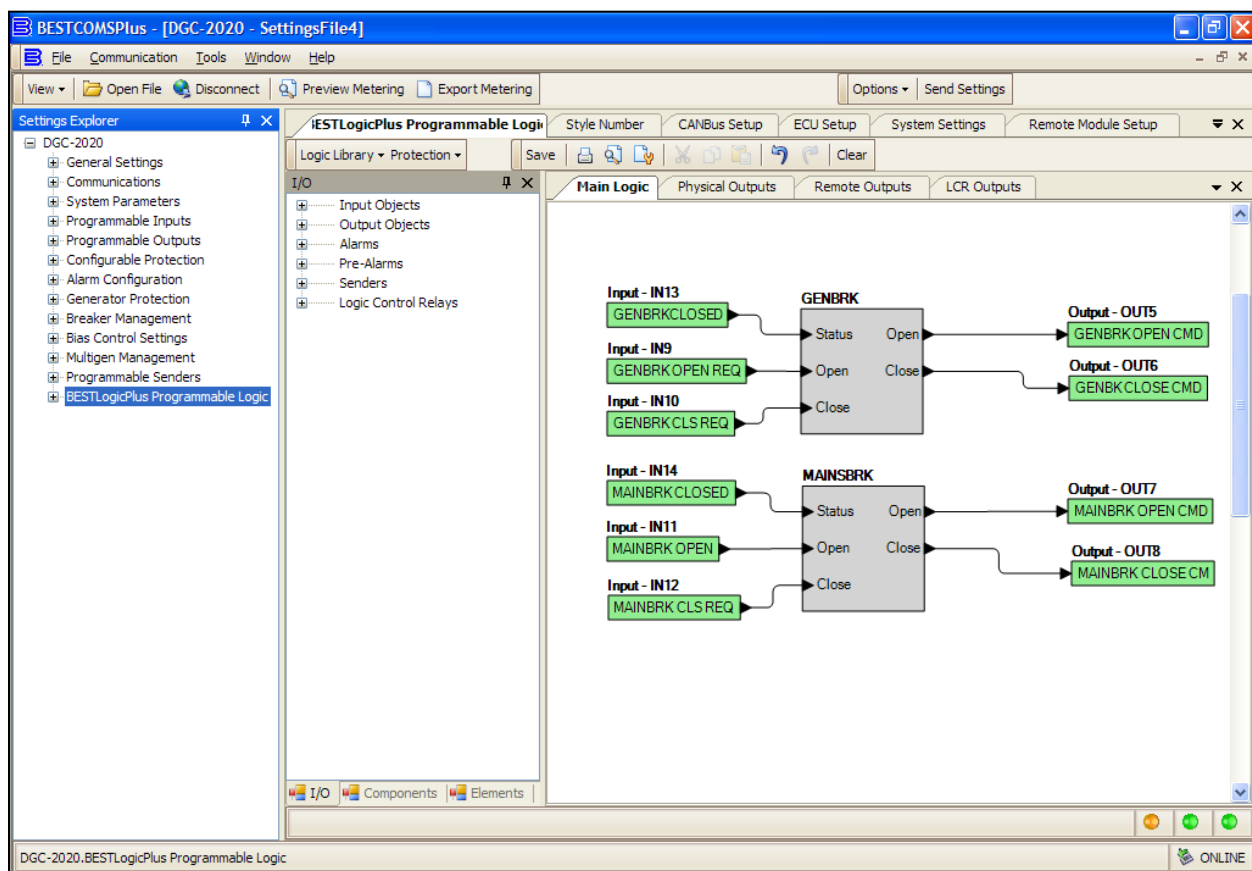 BESTCOMSPlus - [DGC-2020 - SettingsFile4]
File Communication Tools Window Help
View Open File Disconnect Preview Metering Export Metering Options Send Settings
Settings Explorer
DGC-2020
General Settings
Communications
System Parameters
Programmable Inputs
Programmable Outputs
Configurable Protection
Alarm Configuration
Generator Protection
Breaker Management
Bias Control Settings
Multigen Management
Programmable Senders
BESTLogicPlus Programmable Logic
ESTLogicPlus Programmable Logi Style Number CANBus Setup ECU Setup System Settings Remote Module Setup
Logic Library Protection Save Clear
I/O
Input Objects
Output Objects
Alarms
Pre-Alarms
Senders
Logic Control Relays
I/O Components Elements
Main Logic Physical Outputs Remote Outputs LCR Outputs
Input - IN13
GENBRKCLOSED
Input - IN9
GENBRK OPEN REQ
Input - IN10
GENBRK CLS REQ
GENBRK
Status Open
Open Close
Close
Output - OUT5
GENBRK OPEN CMD
Output - OUT6
GENBK CLOSE CMD
Input - IN14
MAINBRK CLOSED
Input - IN11
MAINBRK OPEN
Input - IN12
MAINBRK CLS REQ
MAINSBRK
Status Open
Open Close
Close
Output - OUT7
MAINBRK OPEN CMD
Output - OUT8
MAINBRK CLOSE CM
DGC-2020.BESTLogicPlus Programmable Logic
ONLINE